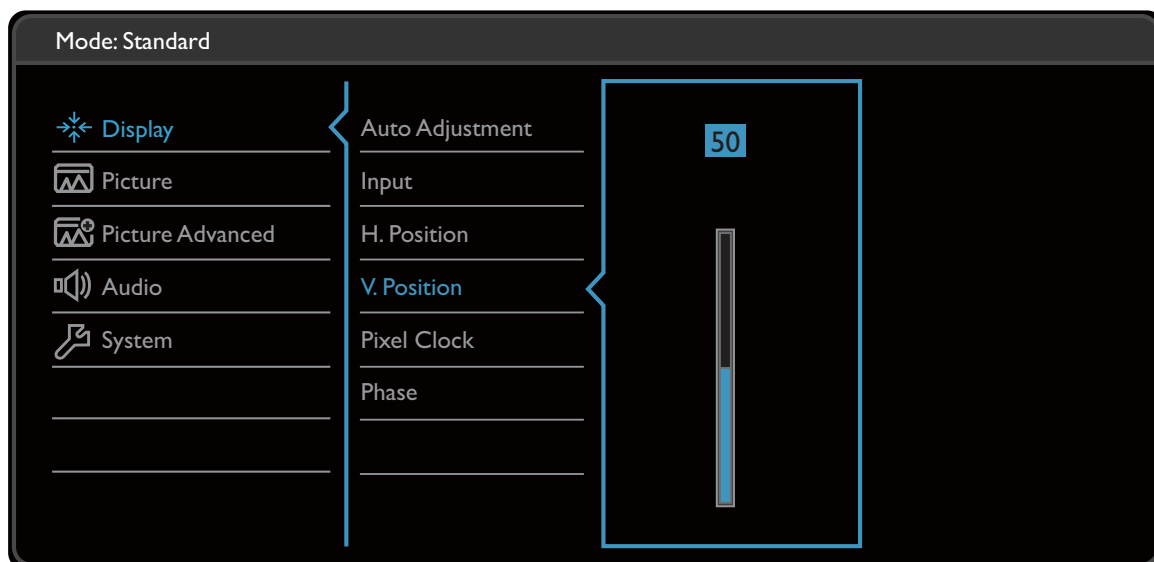 Mode: Standard
Display
Picture
Picture Advanced
Audio
System
Auto Adjustment
Input
H. Position
V. Position
Pixel Clock
Phase
50